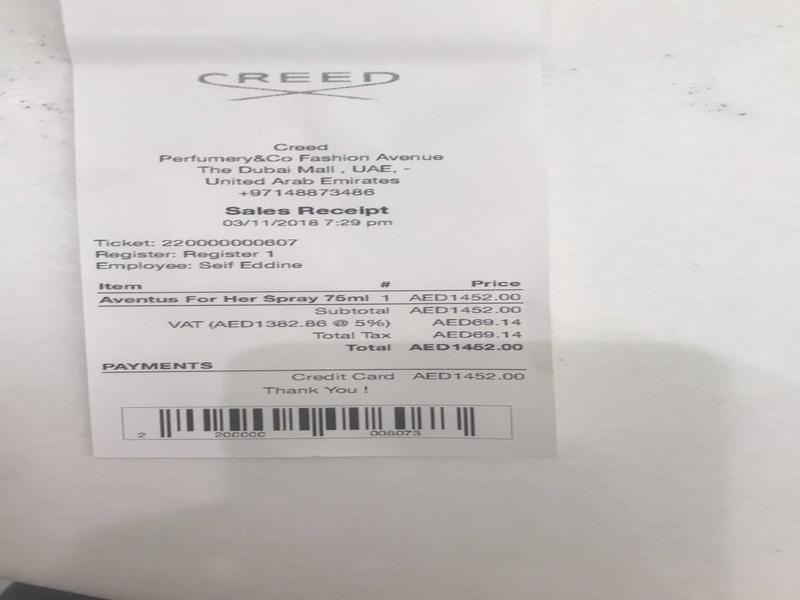 CREED
Creed
Perfumery&Co Fashion Avenue
The Dubai Mall , UAE, -
United Arab Emirates
+97148873486
Sales Receipt
03/11/2018 7:29 pm
Ticket: 220000000607
Register: Register 1
Employee: Seif Eddine
Item # Price
Aventus For Her Spray 75ml 1 AED1452.00
Subtotal AED1452.00
VAT (AED1382.86 @ 5%) AED69.14
Total Tax AED69.14
Total AED1452.00
PAYMENTS
Credit Card AED1452.00
Thank You !
2 200000 006073